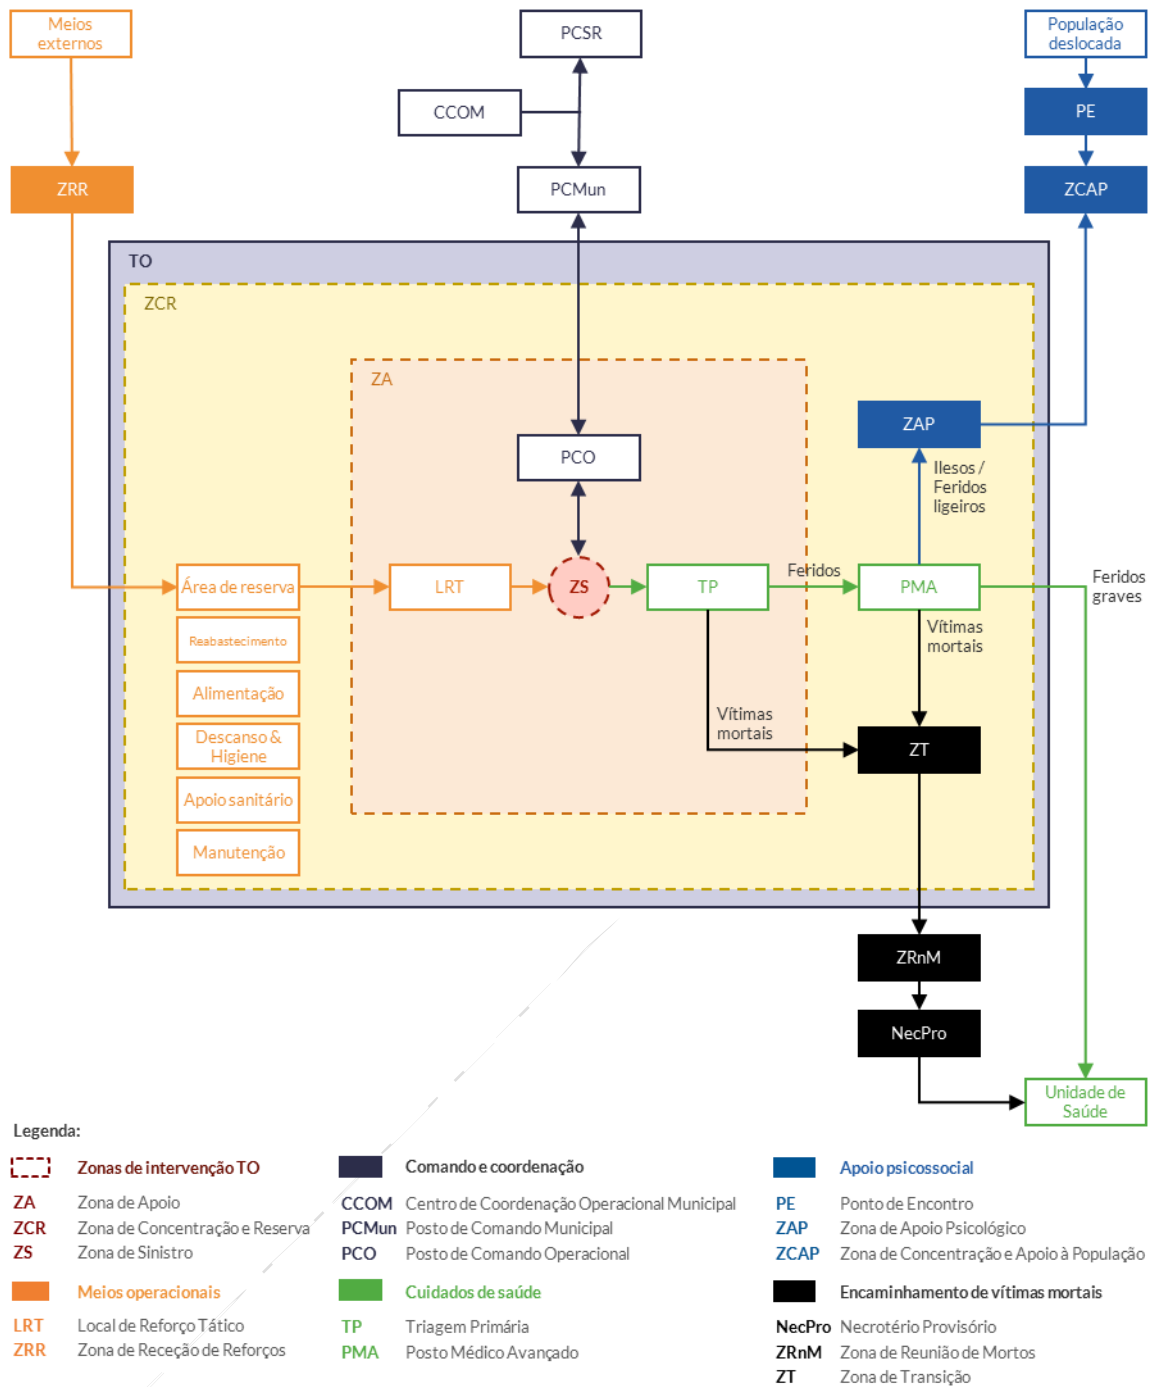 Meios
externos
PCSR
População
deslocada
CCOM
PE
ZRR
PCMun
ZCAP
TO
ZCR
ZA
ZAP
PCO
Ilesos /
Feridos
ligeiros
Área de reserva
LRT
ZS
TP
Feridos
PMA
Feridos
graves
Reabastecimento
Vítimas
mortais
Alimentação
Vítimas
mortais
Descanso &
Higiene
ZT
Apoio sanitário
Manutenção
ZRnM
NecPro
Unidade de
Saúde
Legenda:
Zonas de intervenção TO
ZA Zona de Apoio
ZCR Zona de Concentração e Reserva
ZS Zona de Sinistro
Meios operacionais
LRT Local de Reforço Tático
ZRR Zona de Receção de Reforços
Comando e coordenação
CCOM Centro de Coordenação Operacional Municipal
PCMun Posto de Comando Municipal
PCO Posto de Comando Operacional
Cuidados de saúde
TP Triagem Primária
PMA Posto Médico Avançado
Apoio psicossocial
PE Ponto de Encontro
ZAP Zona de Apoio Psicológico
ZCAP Zona de Concentração e Apoio à População
Encaminhamento de vítimas mortais
NecPro Necrotério Provisório
ZRnM Zona de Reunião de Mortos
ZT Zona de Transição